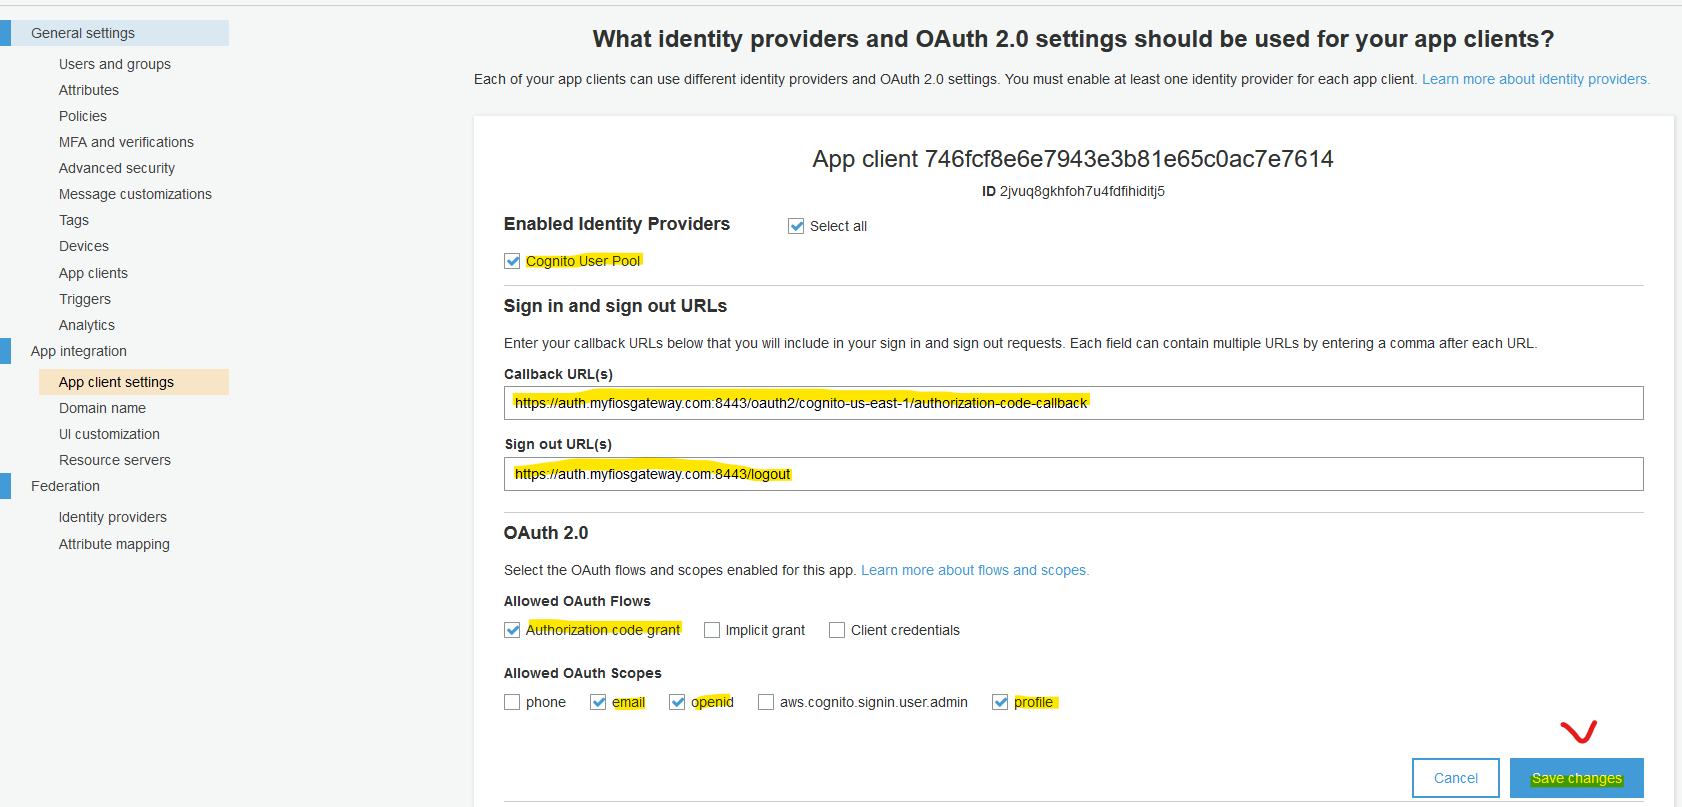 General settings
Users and groups
Attributes
Policies
MFA and verifications
Advanced security
Message customizations
Tags
Devices
App clients
Triggers
Analytics
App integration
App client settings
Domain name
UI customization
Resource servers
Federation
Identity providers
Attribute mapping
What identity providers and OAuth 2.0 settings should be used for your app clients?
Each of your app clients can use different identity providers and OAuth 2.0 settings. You must enable at least one identity provider for each app client. Learn more about identity providers.
App client 746fcf8e6e7943e3b81e65c0ac7e7614
ID 2jvuq8gkhfoh7u4fdfihiditj5
Enabled Identity Providers Select all
Cognito User Pool
Sign in and sign out URLs
Enter your callback URLs below that you will include in your sign in and sign out requests. Each field can contain multiple URLs by entering a comma after each URL.
Callback URL(s)
https://auth.myfiosgateway.com:8443/oauth2/cognito-us-east-1/authorization-code-callback
Sign out URL(s)
https://auth.myfiosgateway.com:8443/logout
OAuth 2.0
Select the OAuth flows and scopes enabled for this app. Learn more about flows and scopes.
Allowed OAuth Flows
Authorization code grant Implicit grant Client credentials
Allowed OAuth Scopes
phone email openid aws.cognito.signin.user.admin profile
Cancel Save changes